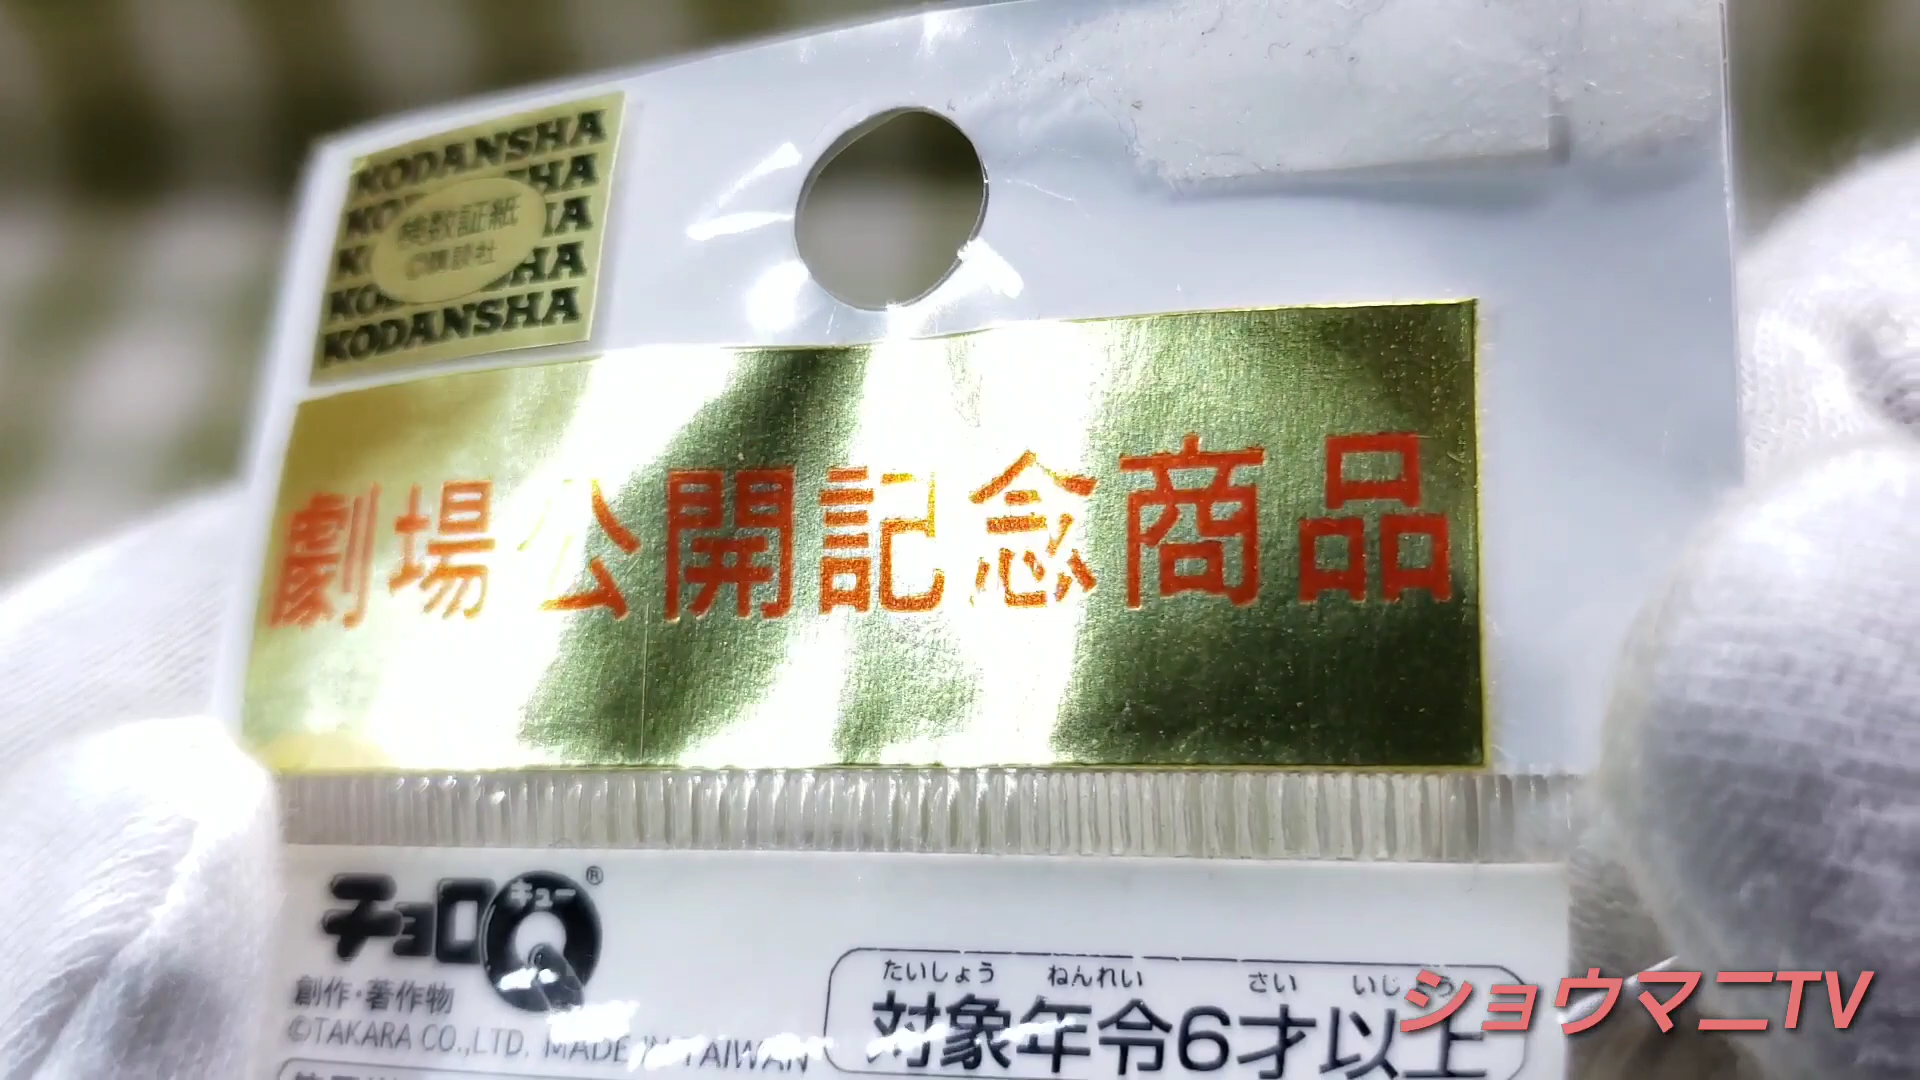 KODANSHA
KODANSHA
検数証紙
©講談社
KODANSHA
劇場公開記念商品
チョロQ®
キュー
創作・著作物
©TAKARA CO.,LTD. MADE IN TAIWAN
たいしょう ねんれい さい いじょう
対象年令6才以上
ショウマニTV